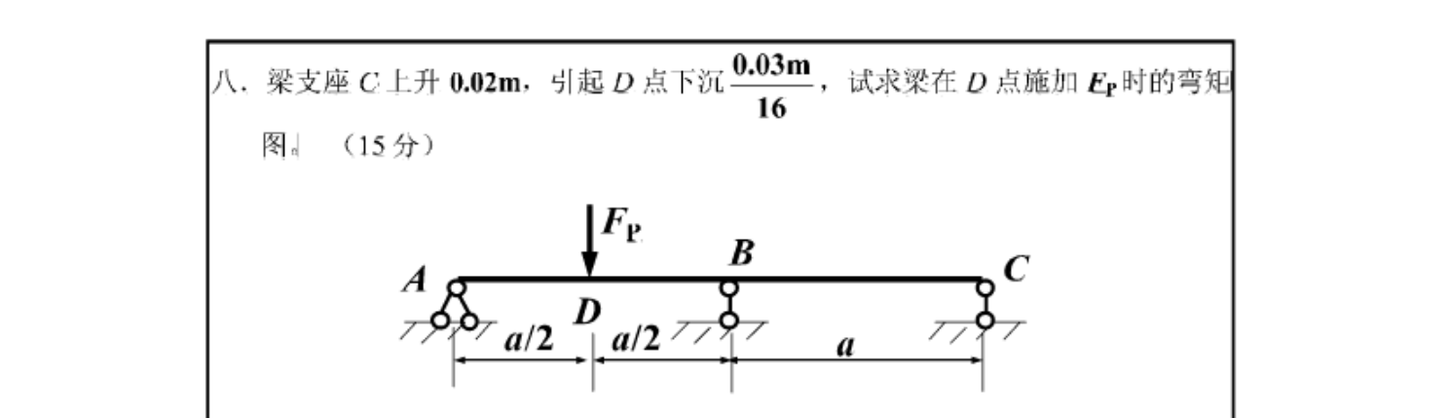 八. 梁支座 C 上升 0.02m, 引起 D 点下沉 0.03m/16, 试求梁在 D 点施加 FP 时的弯矩
图。 (15 分)
FP
A
B
C
D
a/2
a/2
a